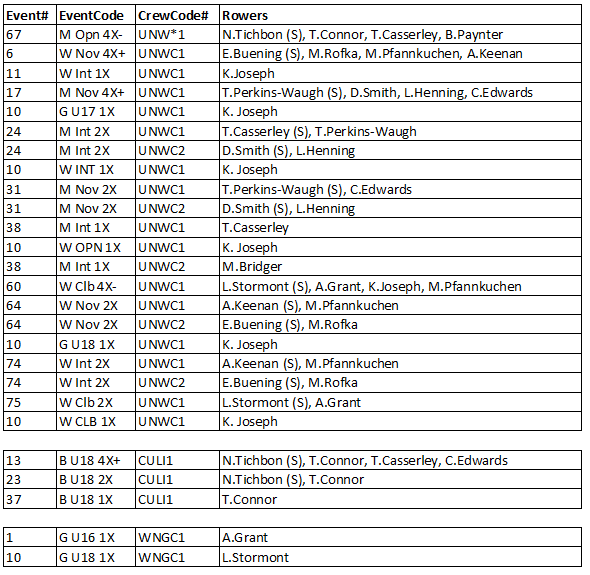 Event# EventCode CrewCode# Rowers
67 M Opn 4X- UNW*1 N.Tichbon (S), T.Connor, T.Casserley, B.Paynter
6 W Nov 4X+ UNWC1 E.Buening (S), M.Rofka, M.Pfannkuchen, A.Keenan
11 W Int 1X UNWC1 K.Joseph
17 M Nov 4X+ UNWC1 T.Perkins-Waugh (S), D.Smith, L.Henning, C.Edwards
10 G U17 1X UNWC1 K. Joseph
24 M Int 2X UNWC1 T.Casserley (S), T.Perkins-Waugh
24 M Int 2X UNWC2 D.Smith (S), L.Henning
10 W INT 1X UNWC1 K. Joseph
31 M Nov 2X UNWC1 T.Perkins-Waugh (S), C.Edwards
31 M Nov 2X UNWC2 D.Smith (S), L.Henning
38 M Int 1X UNWC1 T.Casserley
10 W OPN 1X UNWC1 K. Joseph
38 M Int 1X UNWC2 M.Bridger
60 W Clb 4X- UNWC1 L.Stormont (S), A.Grant, K.Joseph, M.Pfannkuchen
64 W Nov 2X UNWC1 A.Keenan (S), M.Pfannkuchen
64 W Nov 2X UNWC2 E.Buening (S), M.Rofka
10 G U18 1X UNWC1 K. Joseph
74 W Int 2X UNWC1 A.Keenan (S), M.Pfannkuchen
74 W Int 2X UNWC2 E.Buening (S), M.Rofka
75 W Clb 2X UNWC1 L.Stormont (S), A.Grant
10 W CLB 1X UNWC1 K. Joseph
13 B U18 4X+ CULI1 N.Tichbon (S), T.Connor, T.Casserley, C.Edwards
23 B U18 2X CULI1 N.Tichbon (S), T.Connor
37 B U18 1X CULI1 T.Connor
1 G U16 1X WNGC1 A.Grant
10 G U18 1X WNGC1 L.Stormont